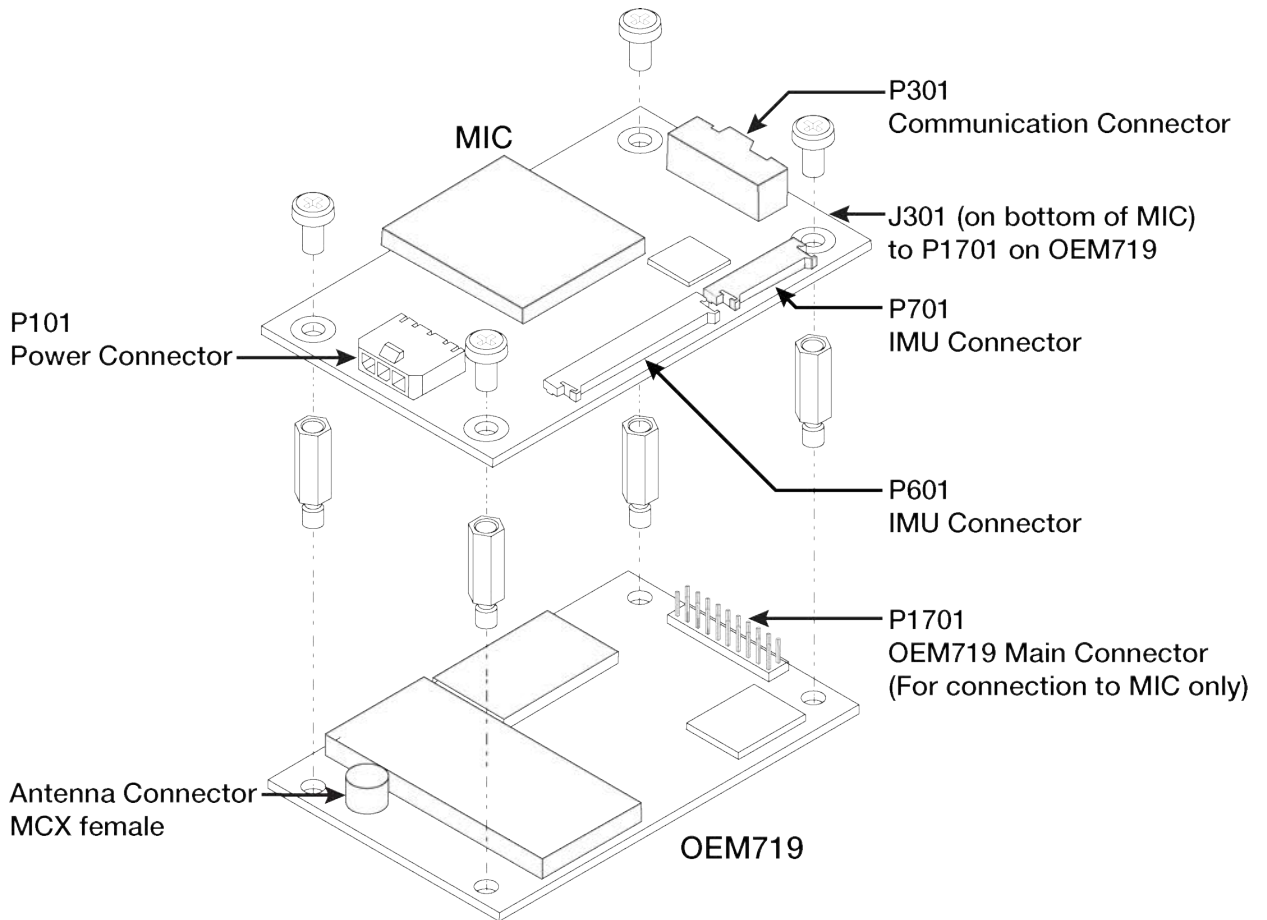 P301
Communication Connector
MIC
J301 (on bottom of MIC)
to P1701 on OEM719
P701
IMU Connector
P101
Power Connector
P601
IMU Connector
P1701
OEM719 Main Connector
(For connection to MIC only)
Antenna Connector
MCX female
OEM719